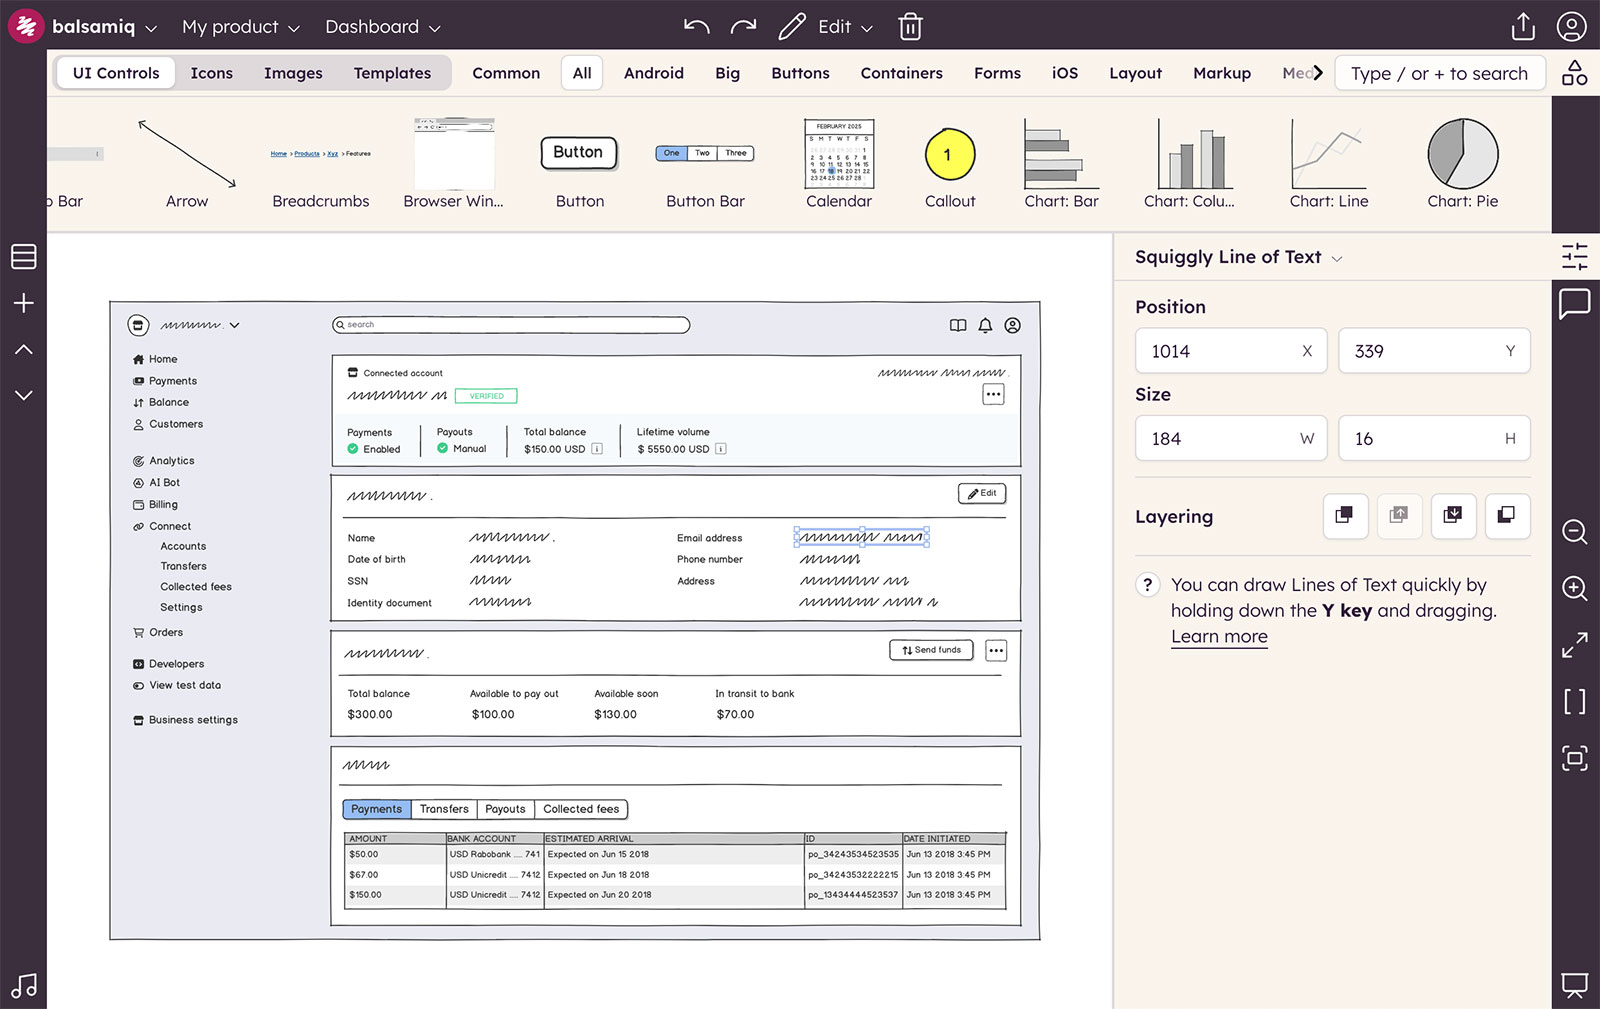 balsamiq My product Dashboard Edit
UI Controls Icons Images Templates Common All Android Big Buttons Containers Forms iOS Layout Markup Med Type / or + to search
Home > Products > Xyz > Features
Button
One Two Three
FEBRUARY 2025
S M T W T F S
1
o Bar Arrow Breadcrumbs Browser Win... Button Button Bar Calendar Callout Chart: Bar Chart: Colu... Chart: Line Chart: Pie
Squiggly Line of Text
Position
1014 X 339 Y
Size
184 W 16 H
Layering
? You can draw Lines of Text quickly by
holding down the Y key and dragging.
Learn more
search
Home
Payments
Balance
Customers
Analytics
AI Bot
Billing
Connect
Accounts
Transfers
Collected fees
Settings
Orders
Developers
View test data
Business settings
Connected account
VERIFIED
Payments Payouts Total balance Lifetime volume
Enabled Manual $150.00 USD i $ 5550.00 USD i
Edit
Name Email address
Date of birth Phone number
SSN Address
Identity document
Send funds
Total balance Available to pay out Available soon In transit to bank
$300.00 $100.00 $130.00 $70.00
Payments Transfers Payouts Collected fees
AMOUNT BANK ACCOUNT ESTIMATED ARRIVAL ID DATE INITIATED
$50.00 USD Rabobank .... 741 Expected on Jun 15 2018 po_34243534523535 Jun 13 2018 3:45 PM
$67.00 USD Unicredit .... 7412 Expected on Jun 18 2018 po_34243532222215 Jun 13 2018 3:45 PM
$150.00 USD Unicredit .... 7412 Expected on Jun 20 2018 po_13434444523537 Jun 13 2018 3:45 PM